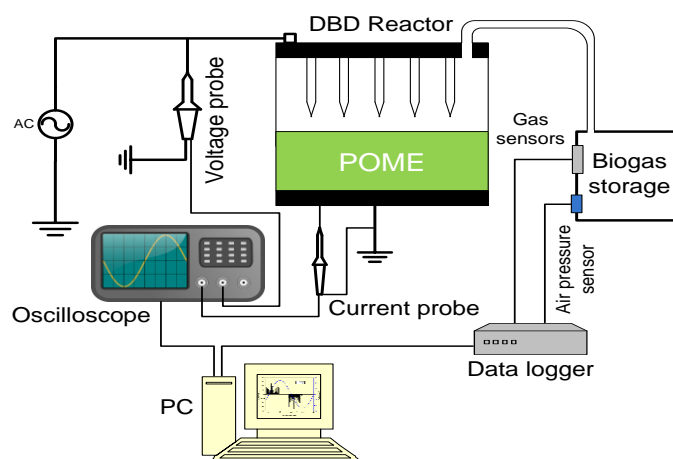 DBD Reactor
AC
Voltage probe
Gas
sensors
POME
Biogas
storage
Air pressure
sensor
Oscilloscope
Current probe
Data logger
PC